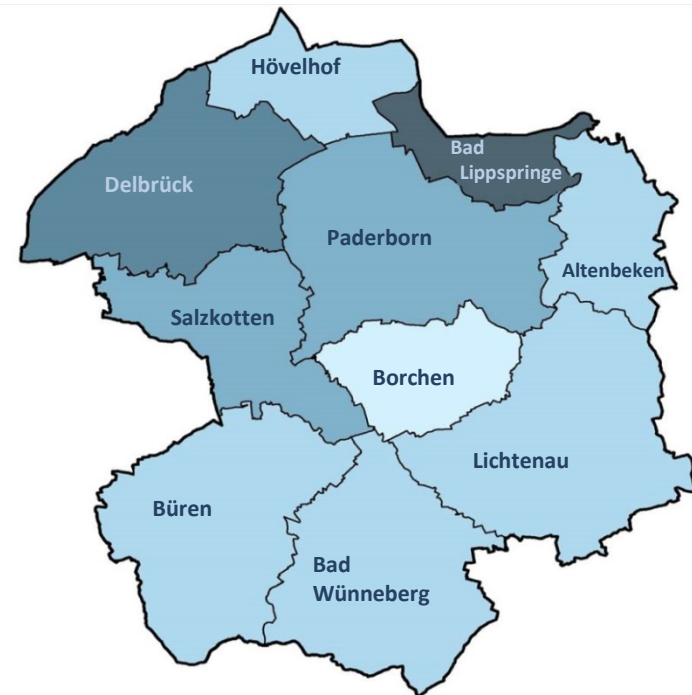 Hövelhof
Bad
Lippspringe
Delbrück
Paderborn
Altenbeken
Salzkotten
Borchen
Lichtenau
Büren
Bad
Wünneberg